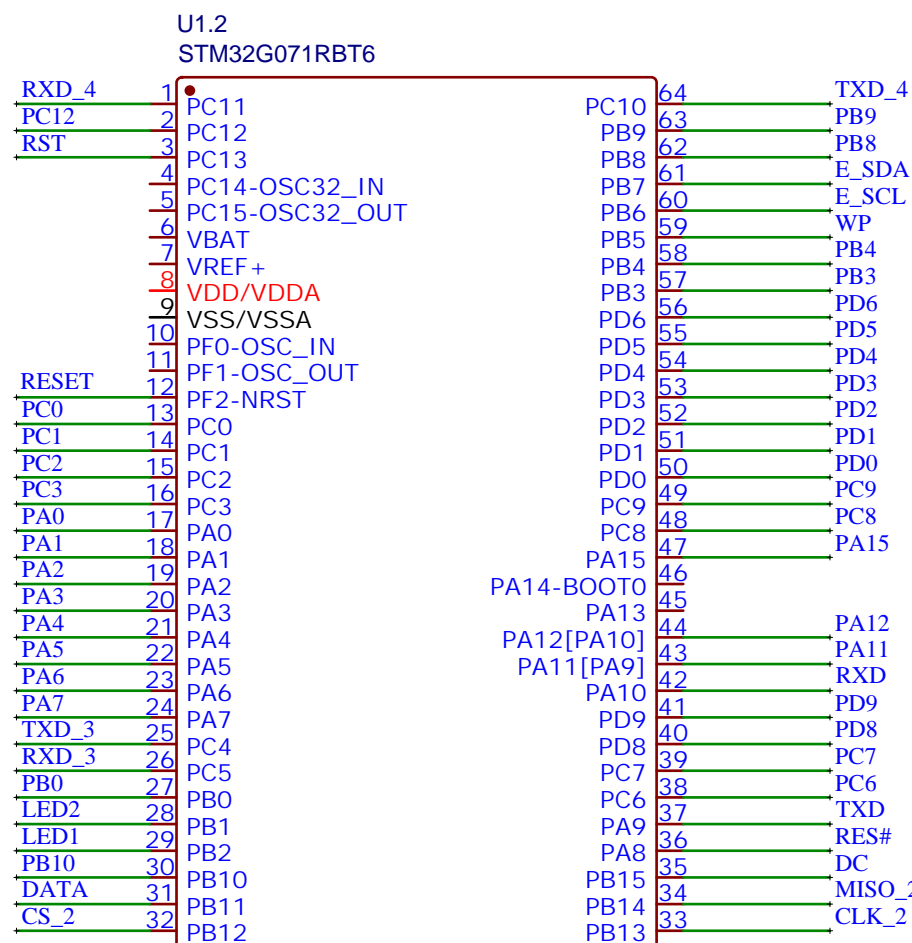 U1.2
STM32G071RBT6
RXD_4 1 PC11 PC10 64 TXD_4
PC12 2 PC12 PB9 63 PB9
RST 3 PC13 PB8 62 PB8
4 PC14-OSC32_IN PB7 61 E_SDA
5 PC15-OSC32_OUT PB6 60 E_SCL
6 VBAT PB5 59 WP
7 VREF+ PB4 58 PB4
8 VDD/VDDA PB3 57 PB3
9 VSS/VSSA PD6 56 PD6
10 PF0-OSC_IN PD5 55 PD5
11 PF1-OSC_OUT PD4 54 PD4
RESET 12 PF2-NRST PD3 53 PD3
PC0 13 PC0 PD2 52 PD2
PC1 14 PC1 PD1 51 PD1
PC2 15 PC2 PD0 50 PD0
PC3 16 PC3 PC9 49 PC9
PA0 17 PA0 PC8 48 PC8
PA1 18 PA1 PA15 47 PA15
PA2 19 PA2 PA14-BOOT0 46
PA3 20 PA3 PA13 45
PA4 21 PA4 PA12[PA10] 44 PA12
PA5 22 PA5 PA11[PA9] 43 PA11
PA6 23 PA6 PA10 42 RXD
PA7 24 PA7 PD9 41 PD9
TXD_3 25 PC4 PD8 40 PD8
RXD_3 26 PC5 PC7 39 PC7
PB0 27 PB0 PC6 38 PC6
LED2 28 PB1 PA9 37 TXD
LED1 29 PB2 PA8 36 RES#
PB10 30 PB10 PB15 35 DC
DATA 31 PB11 PB14 34 MISO_2
CS_2 32 PB12 PB13 33 CLK_2